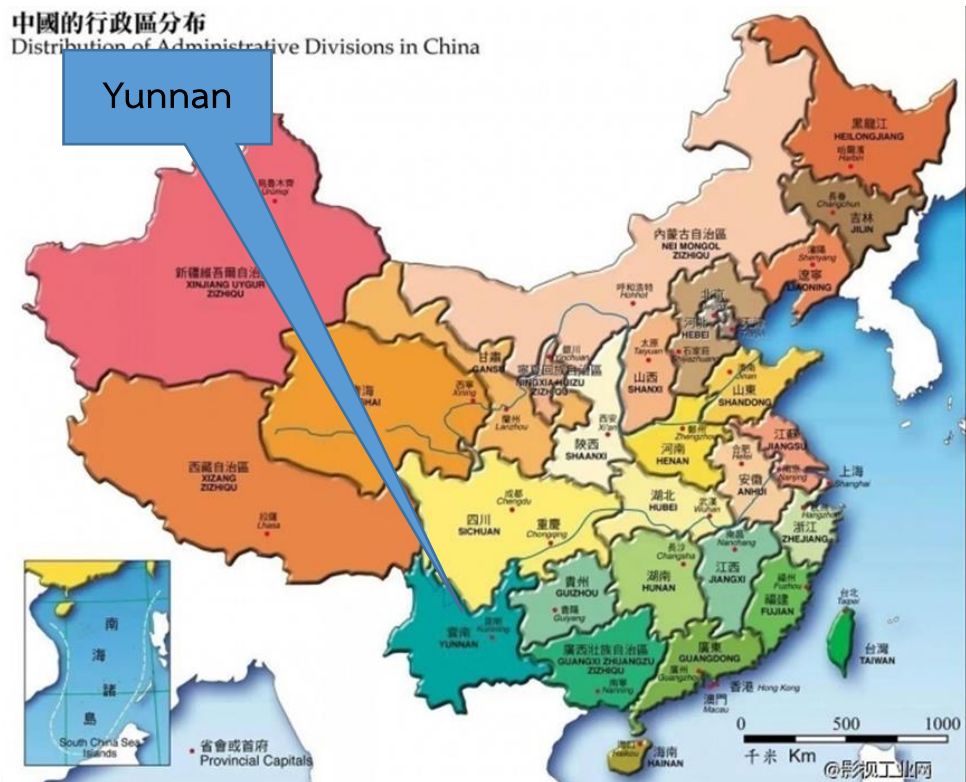 中國的行政區分布
Distribution of Administrative Divisions in China
Yunnan
黑龍江
HEILONGJIANG
哈爾濱
Harbin
長春
Changchun
吉林
JILIN
瀋陽
Shenyang
遼寧
LIAONING
烏魯木齊
Ürümqi
內蒙古自治區
NEI MONGOL
ZIZHIQU
新疆維吾爾自治
XINJIANG UYGUR
ZIZHIQU
呼和浩特
Hohhot
北京
河北
HEBEI
甘肅
GANSU
銀川
Yinchuan
寧夏回族自治區
NINGXIA HUIZU
ZIZHIQU
太原
Taiyuan
石家莊
Shijiazhuang
山西
SHANXI
濟南
Jinan
山東
SHANDONG
青海
HAI
西寧
Xining
蘭州
Lanzhou
西安
Xi'an
陝西
SHAANXI
鄭州
Zhengzhou
河南
HENAN
江蘇
JIANGSU
合肥
Hefei
南京
Nanjing
安徽
ANHUI
上海
Shanghai
西藏自治區
XIZANG
ZIZHIQU
拉薩
Lhasa
成都
Chengdu
四川
SICHUAN
重慶
Chongqing
湖北
HUBEI
武漢
Wuhan
杭州
Hangzhou
浙江
ZHEJIANG
南昌
Nanchang
長沙
Changsha
江西
JIANGXI
湖南
HUNAN
貴州
GUIZHOU
貴陽
Guiyang
福州
Fuzhou
福建
FUJIAN
台北
Taipei
台灣
TAIWAN
雲南
YUNNAN
昆明
Kunming
廣西壯族自治區
GUANGXI ZHUANGZU
ZIZHIQU
南寧
Nanning
廣東
GUANGDONG
廣州
Guangzhou
香港 Hong Kong
澳門
Macau
海口
Haikou
海南
HAINAN
南
海
諸
島
South China Sea
Islands
省會或首府
Provincial Capitals
0 500 1000
千米 Km
@影视工业网